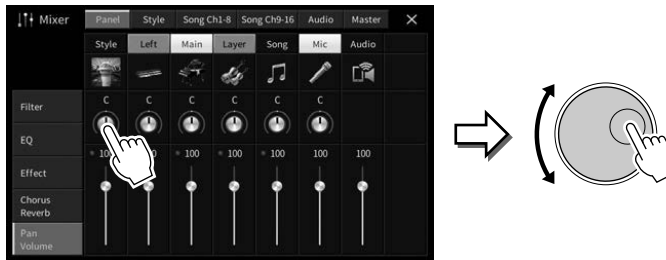 Mixer
Panel Style Song Ch1-8 Song Ch9-16 Audio Master ×
Style Left Main Layer Song Mic Audio
Filter C C C C C C
EQ
100 100 100 100 100 100 100
Effect
Chorus
Reverb
Pan
Volume